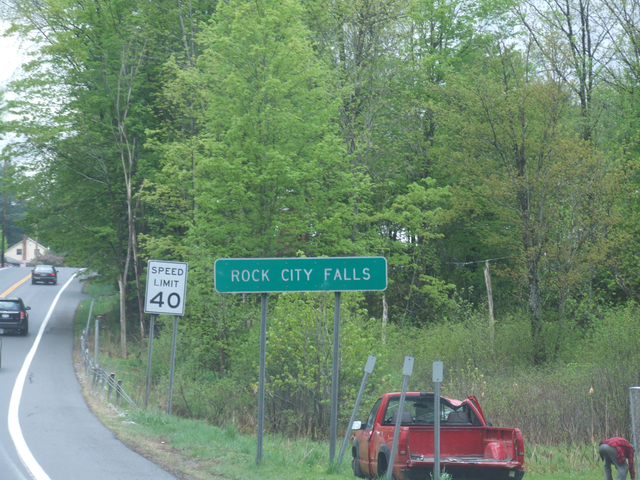 SPEED
LIMIT
40
ROCK CITY FALLS